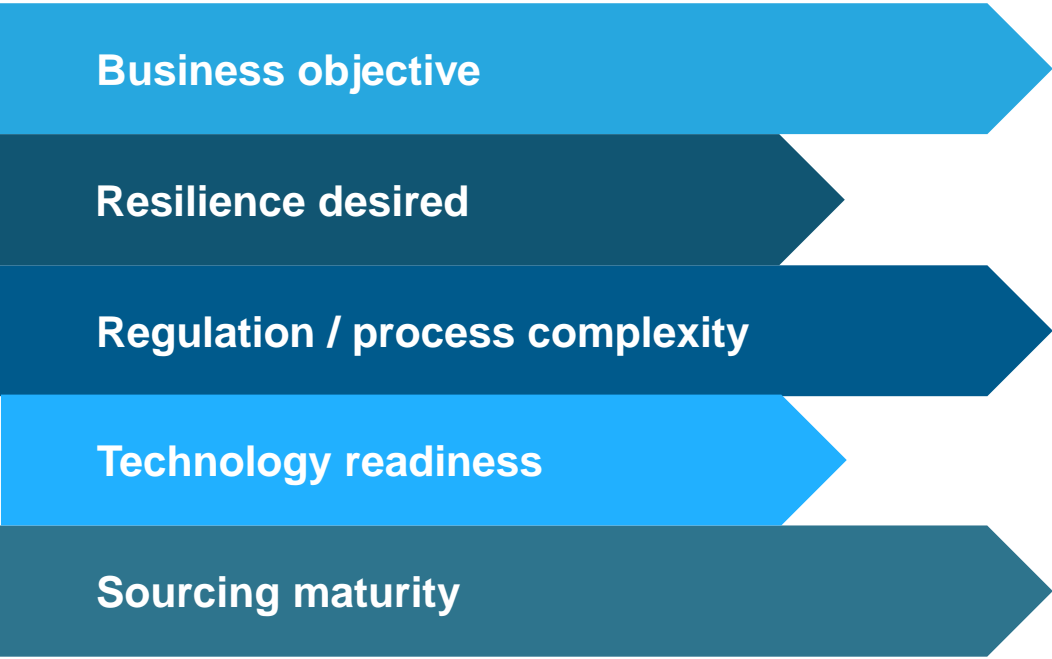 Business objective
Resilience desired
Regulation / process complexity
Technology readiness
Sourcing maturity